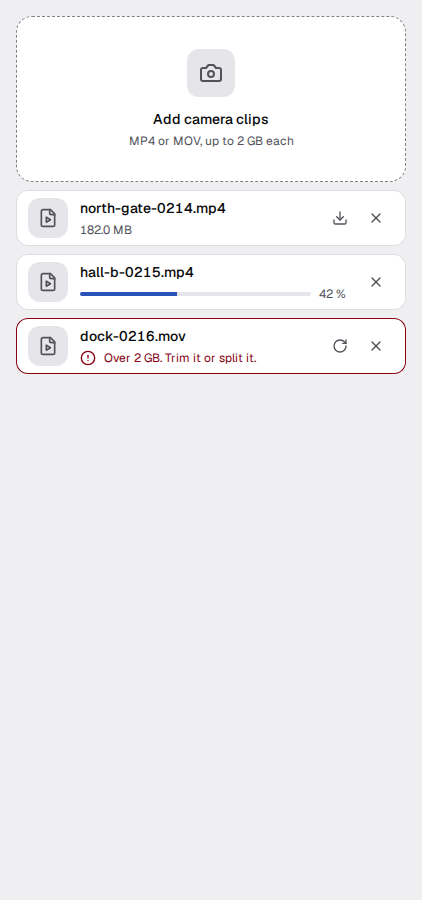 Add camera clips
MP4 or MOV, up to 2 GB each
north-gate-0214.mp4
182.0 MB
hall-b-0215.mp4
42 %
dock-0216.mov
Over 2 GB. Trim it or split it.